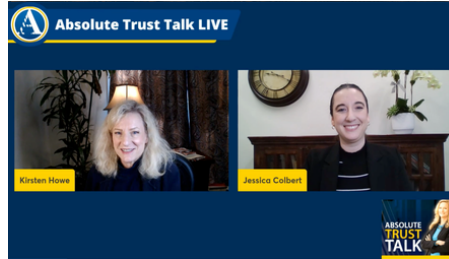 Absolute Trust Talk LIVE
Kirsten Howe
Jessica Colbert
ABSOLUTE
TRUST
TALK